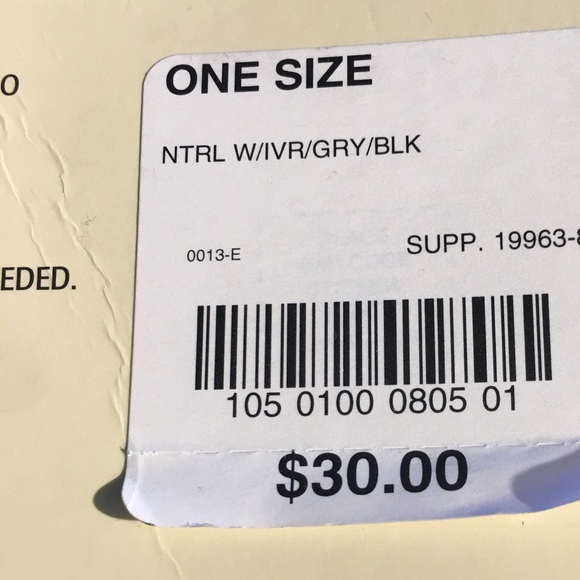 O
ONE SIZE
NTRL W/IVR/GRY/BLK
0013-E
SUPP. 19963-8
EDED.
105 0100 0805 01
$30.00